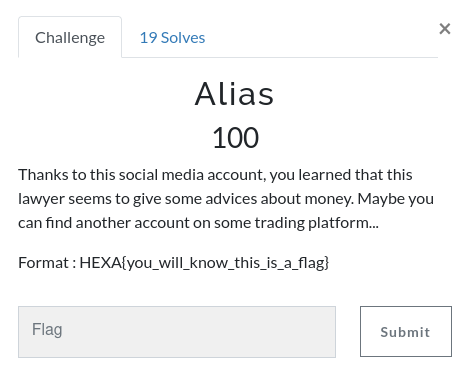 Challenge
19 Solves
×
Alias
100
Thanks to this social media account, you learned that this
lawyer seems to give some advices about money. Maybe you
can find another account on some trading platform...
Format : HEXA{you_will_know_this_is_a_flag}
Flag
Submit